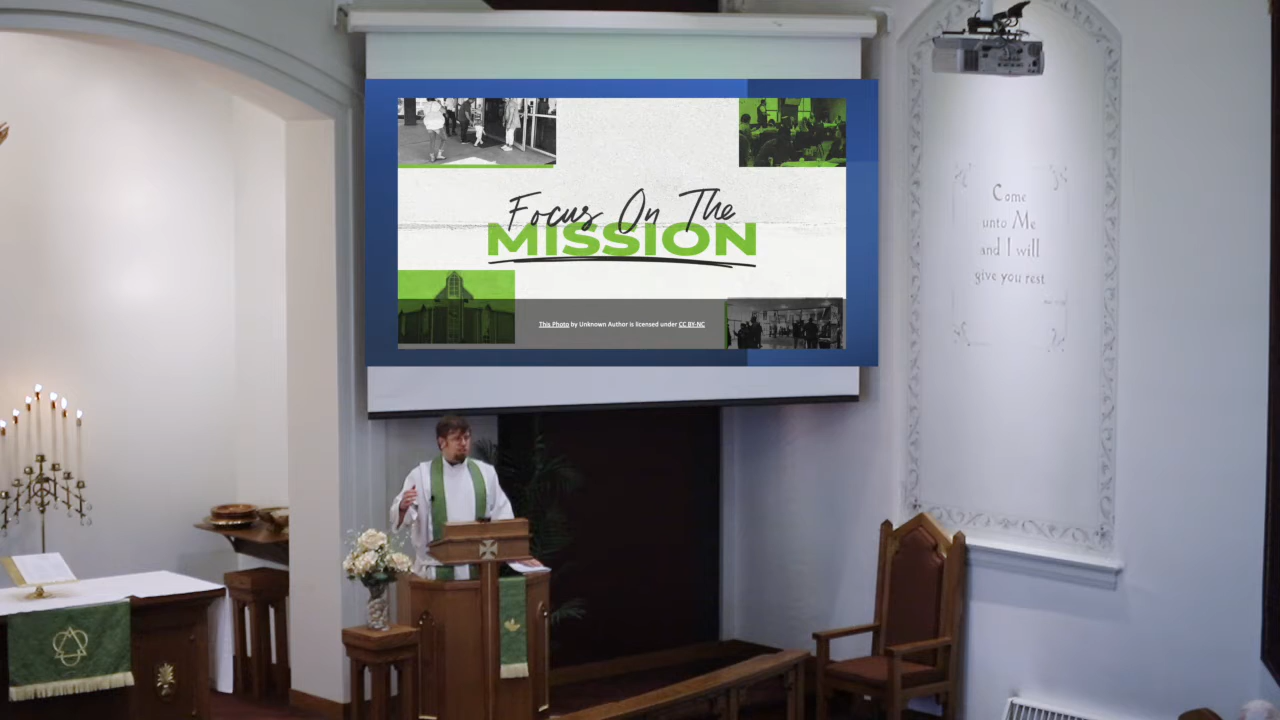 Focus On The
MISSION
This Photo by Unknown Author is licensed under CC BY-NC
Come
unto Me
and I will
give you rest